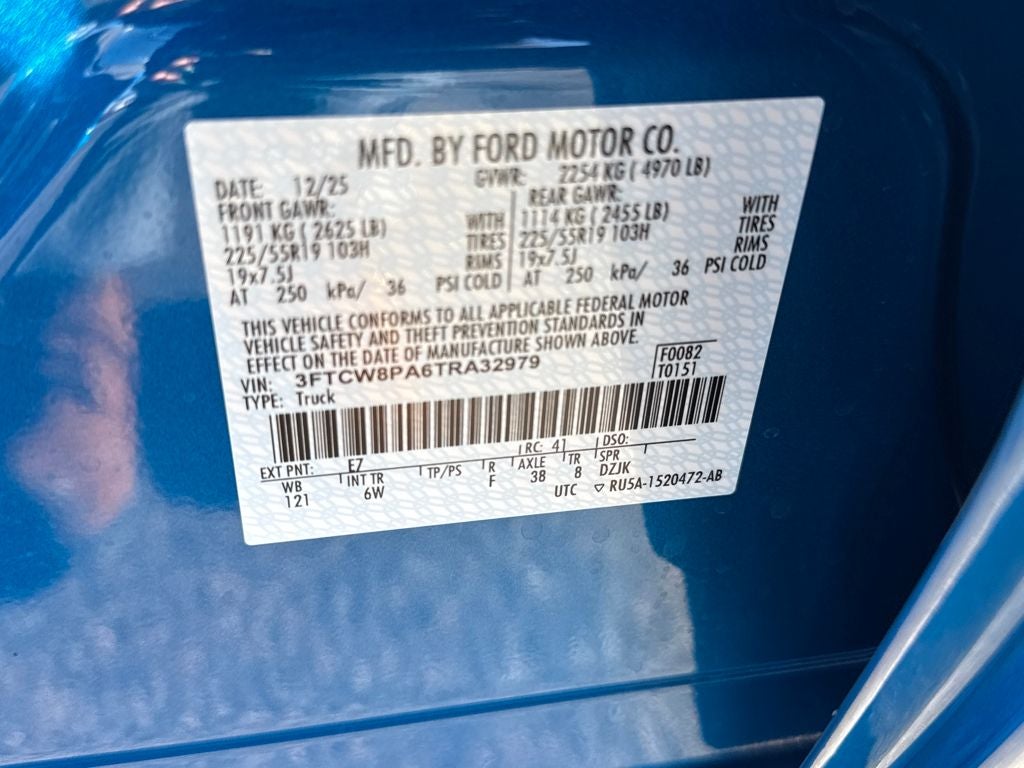 MFD. BY FORD MOTOR CO.
DATE: 12/25 GVWR: 2254 KG ( 4970 LB)
FRONT GAWR: REAR GAWR:
1191 KG ( 2625 LB) WITH 1114 KG ( 2455 LB) WITH
225/55R19 103H TIRES 225/55R19 103H TIRES
19x7.5J RIMS 19x7.5J RIMS
AT 250 kPa/ 36 PSI COLD AT 250 kPa/ 36 PSI COLD
THIS VEHICLE CONFORMS TO ALL APPLICABLE FEDERAL MOTOR
VEHICLE SAFETY AND THEFT PREVENTION STANDARDS IN
EFFECT ON THE DATE OF MANUFACTURE SHOWN ABOVE.
VIN: 3FTCW8PA6TRA32979 F0082
TYPE: Truck T0151
EXT PNT: E7 RC: 41 DSO:
WB INT TR TP/PS R AXLE TR SPR
121 6W F 38 8 DZJK
UTC ▽ RU5A-1520472-AB